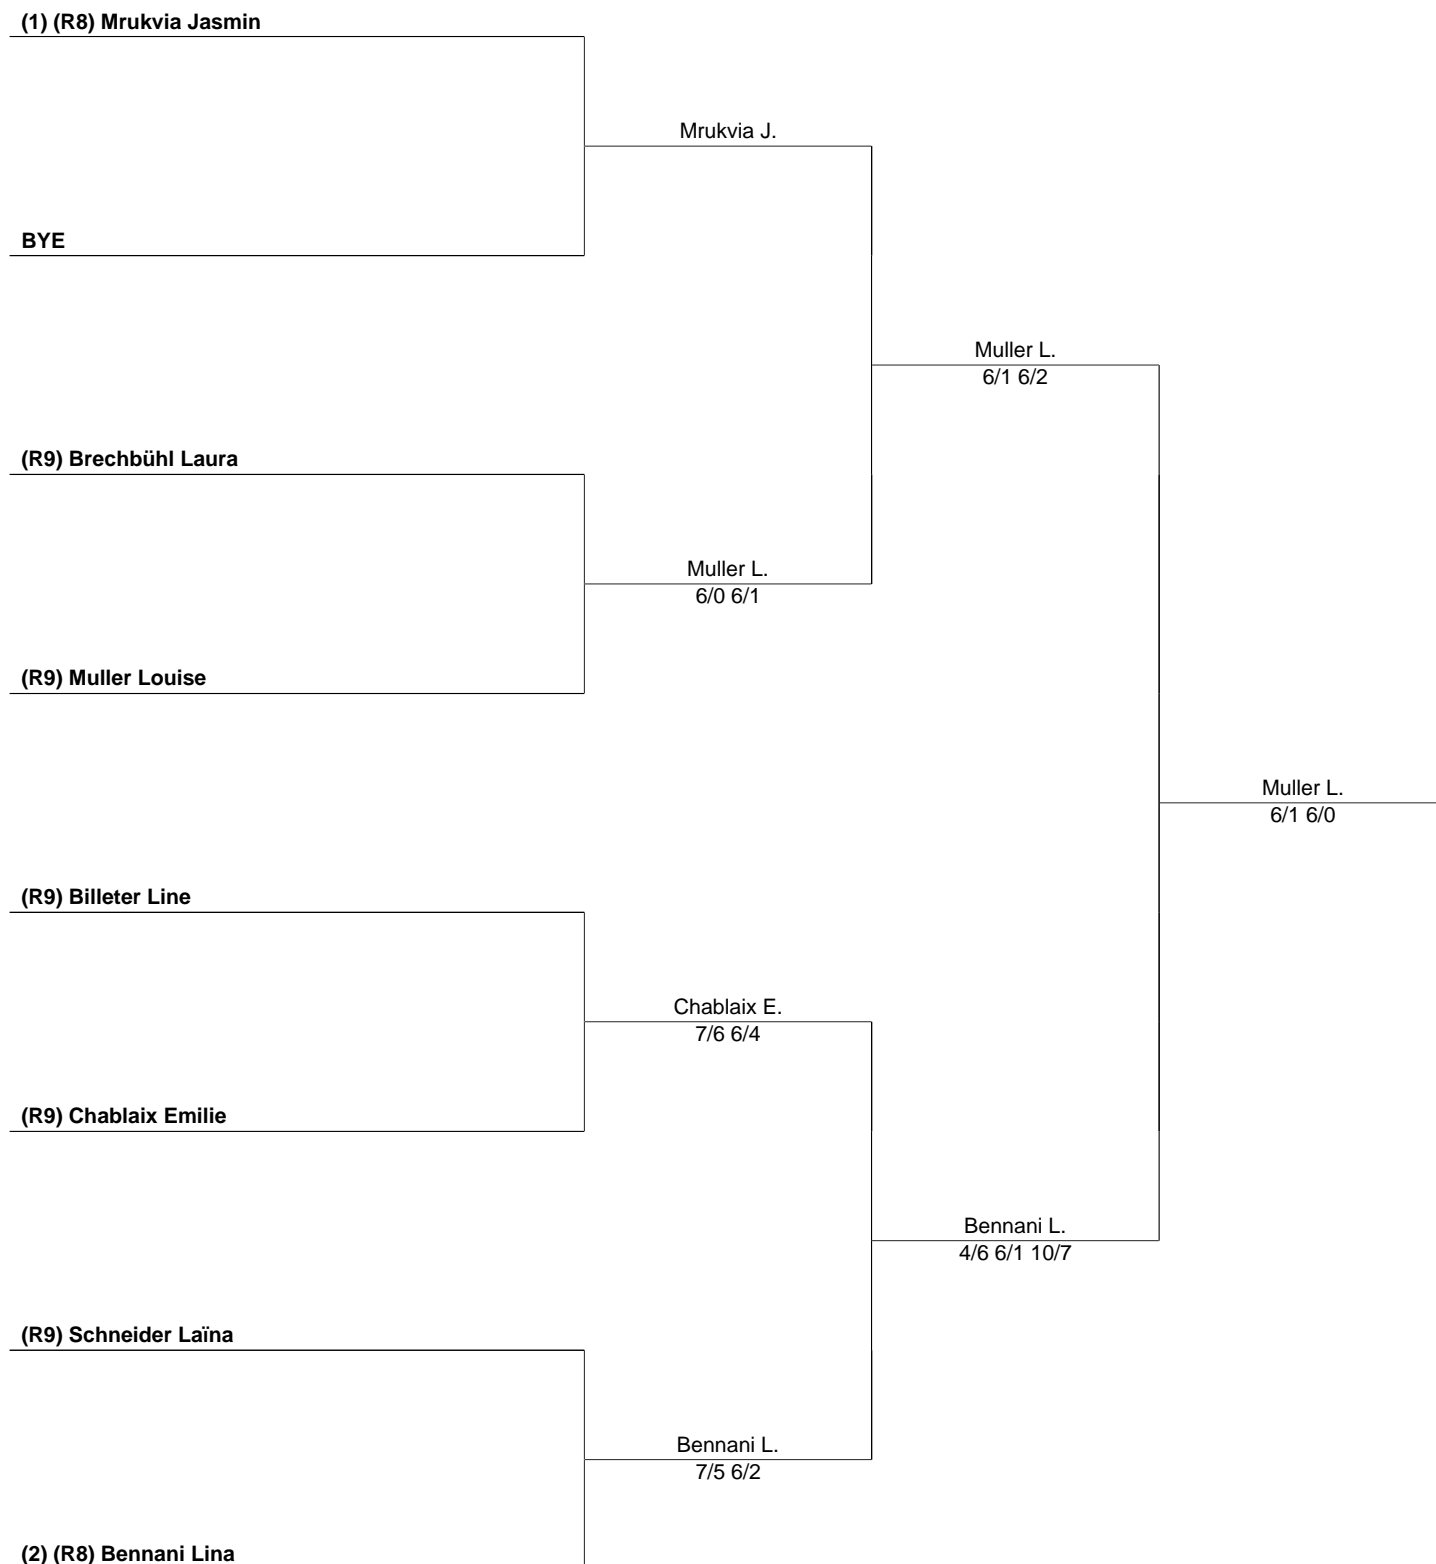 (1) (R8) Mrukvia Jasmin
Mrukvia J.
BYE
Muller L.
6/1 6/2
(R9) Brechbühl Laura
Muller L.
6/0 6/1
(R9) Muller Louise
Muller L.
6/1 6/0
(R9) Billeter Line
Chablaix E.
7/6 6/4
(R9) Chablaix Emilie
Bennani L.
4/6 6/1 10/7
(R9) Schneider Laïna
Bennani L.
7/5 6/2
(2) (R8) Bennani Lina